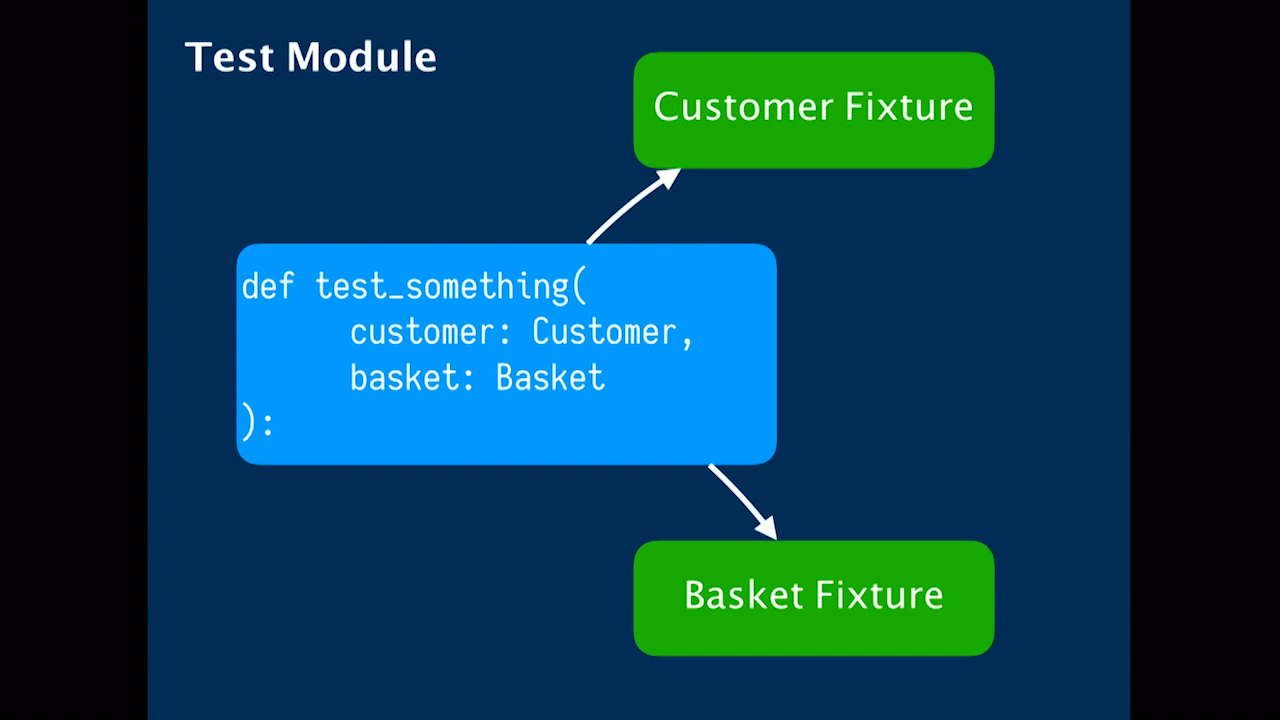 Test Module
Customer Fixture
def test_something(
customer: Customer,
basket: Basket
):
Basket Fixture